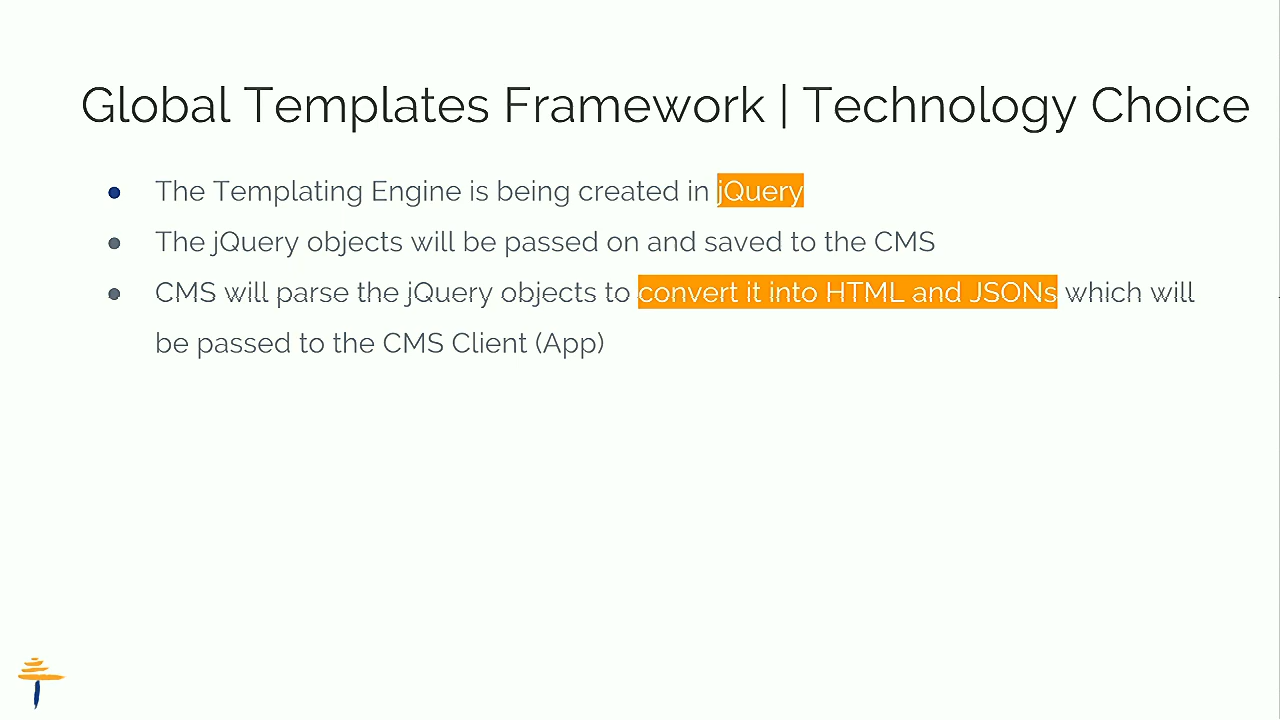 Global Templates Framework | Technology Choice
● The Templating Engine is being created in jQuery
● The jQuery objects will be passed on and saved to the CMS
● CMS will parse the jQuery objects to convert it into HTML and JSONs which will
be passed to the CMS Client (App)